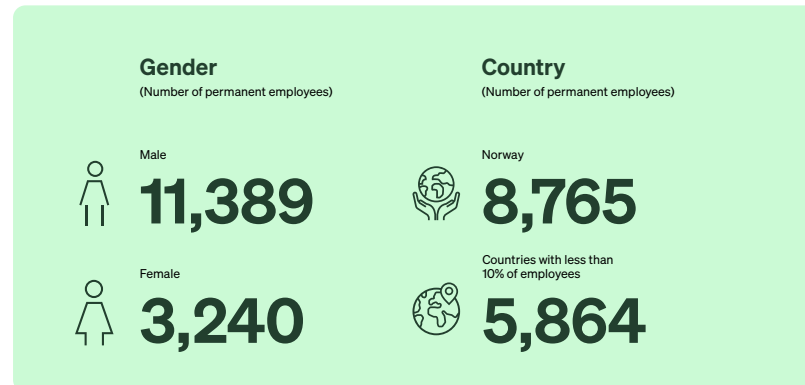 Gender
(Number of permanent employees)
Male
11,389
Female
3,240
Country
(Number of permanent employees)
Norway
8,765
Countries with less than
10% of employees
5,864